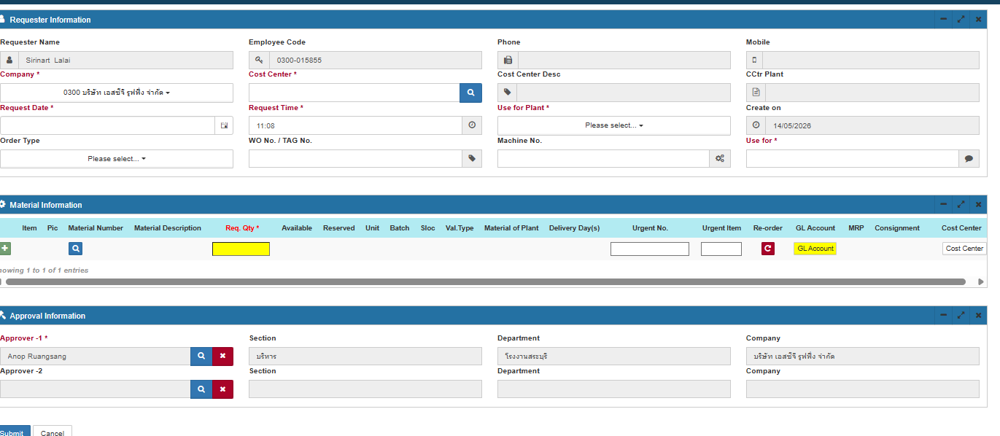 Requester Information
Requester Name Employee Code Phone Mobile
Sirinart Lalai 0300-015855
Company * Cost Center * Cost Center Desc CCtr Plant
0300 บริษัท เอสซีจี รูฟฟิ่ง จำกัด
Request Date * Request Time * Use for Plant * Create on
11:08 Please select... 14/05/2026
Order Type WO No. / TAG No. Machine No. Use for *
Please select...
Material Information
Item Pic Material Number Material Description Req. Qty * Available Reserved Unit Batch Sloc Val.Type Material of Plant Delivery Day(s) Urgent No. Urgent Item Re-order GL Account MRP Consignment Cost Center
GL Account Cost Center
owing 1 to 1 of 1 entries
Approval Information
Approver -1 * Section Department Company
Anop Ruangsang บริหาร โรงงานสระบุรี บริษัท เอสซีจี รูฟฟิ่ง จำกัด
Approver -2 Section Department Company
Submit Cancel